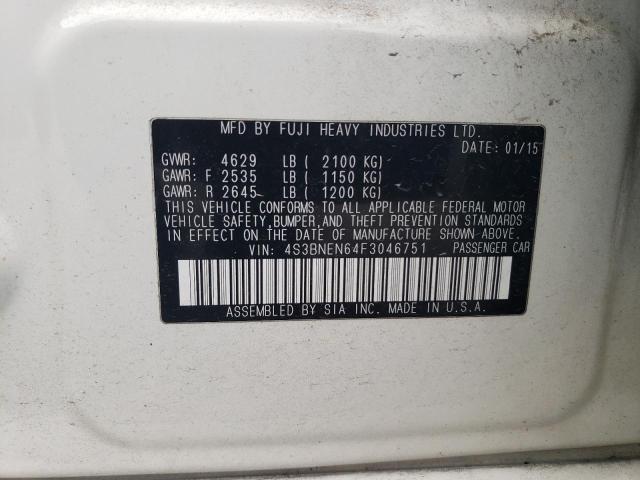 MFD BY FUJI HEAVY INDUSTRIES LTD.
DATE: 01/15
GVWR: 4629 LB ( 2100 KG)
GAWR: F 2535 LB ( 1150 KG)
GAWR: R 2645 LB ( 1200 KG)
THIS VEHICLE CONFORMS TO ALL APPLICABLE FEDERAL MOTOR
VEHICLE SAFETY, BUMPER, AND THEFT PREVENTION STANDARDS
IN EFFECT ON THE DATE OF MANUFACTURE SHOWN ABOVE.
VIN: 4S3BNEN64F3046751 PASSENGER CAR
ASSEMBLED BY SIA INC. MADE IN U.S.A.